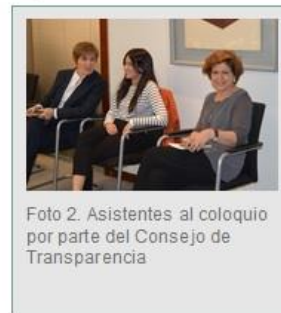 Foto 2. Asistentes al coloquio
por parte del Consejo de
Transparencia